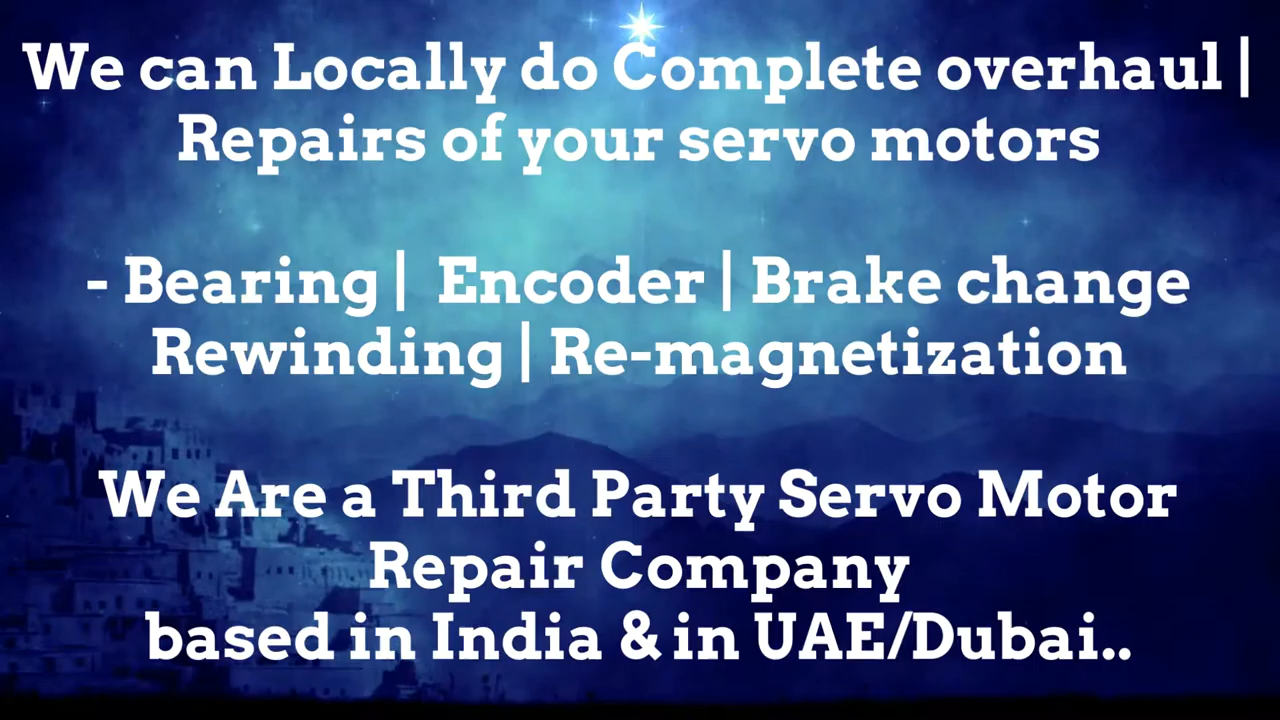 We can Locally do Complete overhaul |
Repairs of your servo motors
- Bearing | Encoder | Brake change
Rewinding | Re-magnetization
We Are a Third Party Servo Motor
Repair Company
based in India & in UAE/Dubai..